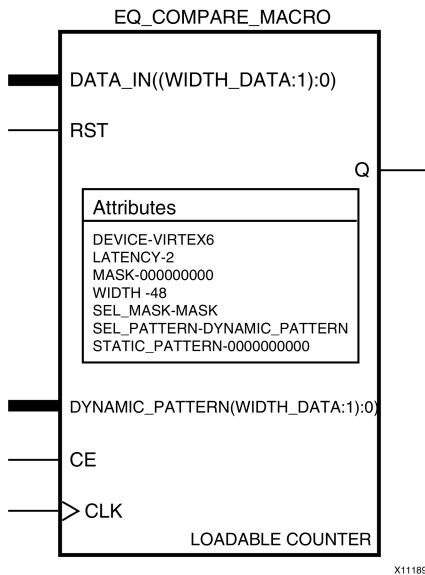 EQ_COMPARE_MACRO
DATA_IN((WIDTH_DATA:1):0)
RST
Q
Attributes
DEVICE-VIRTEX6
LATENCY-2
MASK-000000000
WIDTH -48
SEL_MASK-MASK
SEL_PATTERN-DYNAMIC_PATTERN
STATIC_PATTERN-0000000000
DYNAMIC_PATTERN(WIDTH_DATA:1):0)
CE
CLK
LOADABLE COUNTER
X11189